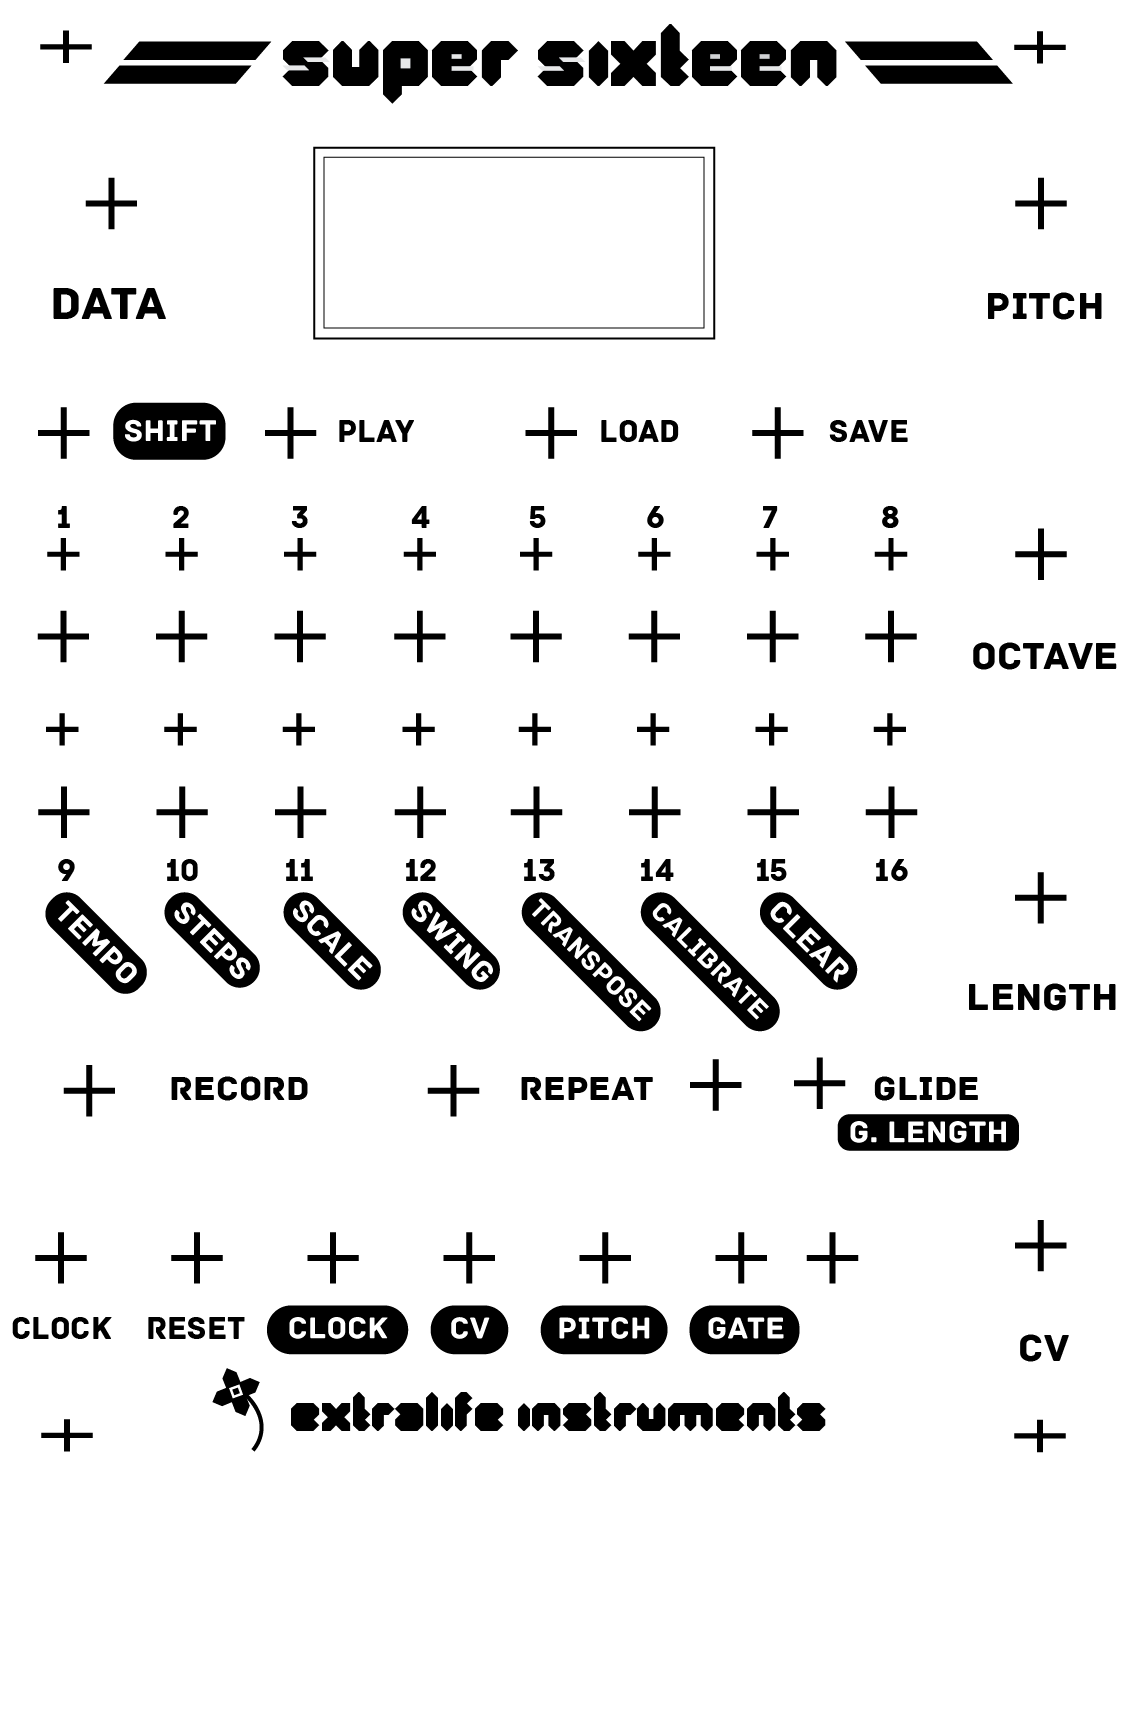 super sixteen
DATA
PITCH
SHIFT PLAY LOAD SAVE
1 2 3 4 5 6 7 8
OCTAVE
9 10 11 12 13 14 15 16
TEMPO STEPS SCALE SWING TRANSPOSE CALIBRATE CLEAR
LENGTH
RECORD REPEAT GLIDE
G. LENGTH
CLOCK RESET CLOCK CV PITCH GATE
CV
extralife instruments